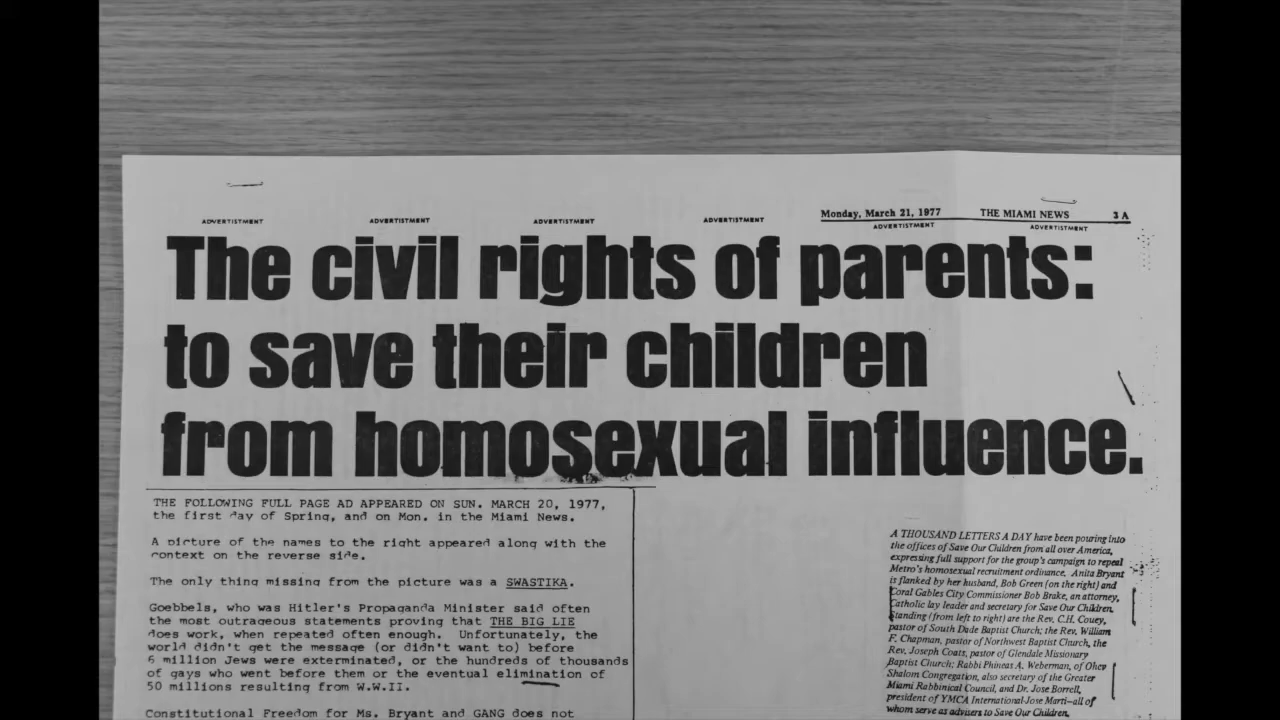 ADVERTISTMENT ADVERTISTMENT ADVERTISTMENT ADVERTISTMENT Monday, March 21, 1977 THE MIAMI NEWS 3 A
ADVERTISTMENT ADVERTISTMENT
The civil rights of parents:
to save their children
from homosexual influence.
THE FOLLOWING FULL PAGE AD APPEARED ON SUN. MARCH 20, 1977,
the first day of Spring, and on Mon. in the Miami News.
A picture of the names to the right appeared along with the
context on the reverse side.
The only thing missing from the picture was a SWASTIKA.
Goebbels, who was Hitler's Propaganda Minister said often
the most outrageous statements proving that THE BIG LIE
does work, when repeated often enough. Unfortunately, the
world didn't get the message (or didn't want to) before
6 million Jews were exterminated, or the hundreds of thousands
of gays who went before them or the eventual elimination of
50 millions resulting from W.W.II.
Constitutional Freedom for Ms. Bryant and GANG does not
A THOUSAND LETTERS A DAY have been pouring into
the offices of Save Our Children from all over America,
expressing full support for the group's campaign to repeal
Metro's homosexual recruitment ordinance. Anita Bryant
is flanked by her husband, Bob Green (on the right) and
Coral Gables City Commissioner Bob Brake, an attorney,
Catholic lay leader and secretary for Save Our Children.
Standing (from left to right) are the Rev. C.H. Couey,
pastor of South Dade Baptist Church; the Rev. William
F. Chapman, pastor of Northwest Baptist Church, the
Rev. Joseph Coats, pastor of Glendale Missionary
Baptist Church; Rabbi Phineas A. Weberman, of Ohev
Shalom Congregation, also secretary of the Greater
Miami Rabbinical Council, and Dr. Jose Borrell,
president of YMCA International-Jose Marti—all of
whom serve as advisers to Save Our Children.